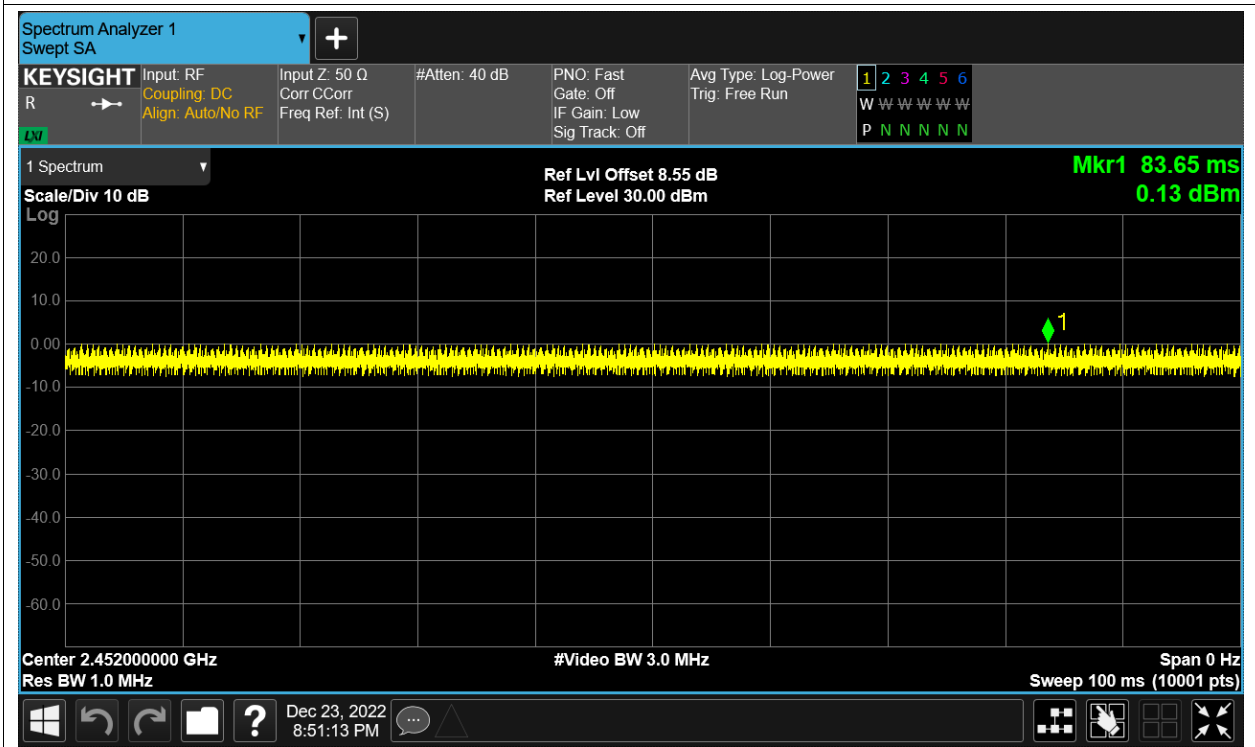 Spectrum Analyzer 1
Swept SA
+
KEYSIGHT
R
LXI
Input: RF
Coupling: DC
Align: Auto/No RF
Input Z: 50 Ω
Corr CCorr
Freq Ref: Int (S)
#Atten: 40 dB
PNO: Fast
Gate: Off
IF Gain: Low
Sig Track: Off
Avg Type: Log-Power
Trig: Free Run
1 2 3 4 5 6
W W W W W W
P N N N N N
1 Spectrum
Scale/Div 10 dB
Log
Ref Lvl Offset 8.55 dB
Ref Level 30.00 dBm
Mkr1 83.65 ms
0.13 dBm
20.0
10.0
1
0.00
-10.0
-20.0
-30.0
-40.0
-50.0
-60.0
Center 2.452000000 GHz
Res BW 1.0 MHz
#Video BW 3.0 MHz
Span 0 Hz
Sweep 100 ms (10001 pts)
?
Dec 23, 2022
8:51:13 PM